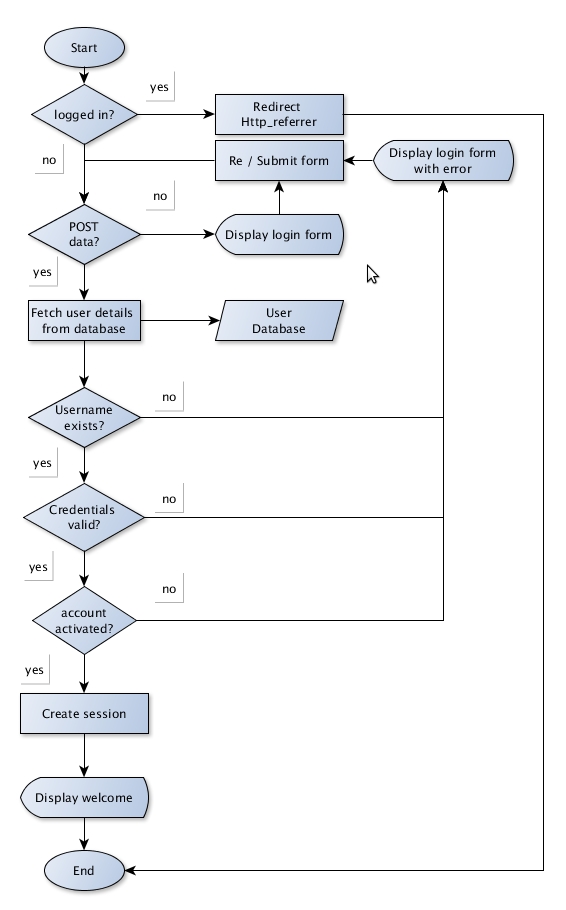 Start
yes
logged in?
Redirect
Http_referrer
no
Re / Submit form
Display login form
with error
no
POST
data?
Display login form
yes
Fetch user details
from database
User
Database
no
Username
exists?
yes
no
Credentials
valid?
yes
no
account
activated?
yes
Create session
Display welcome
End